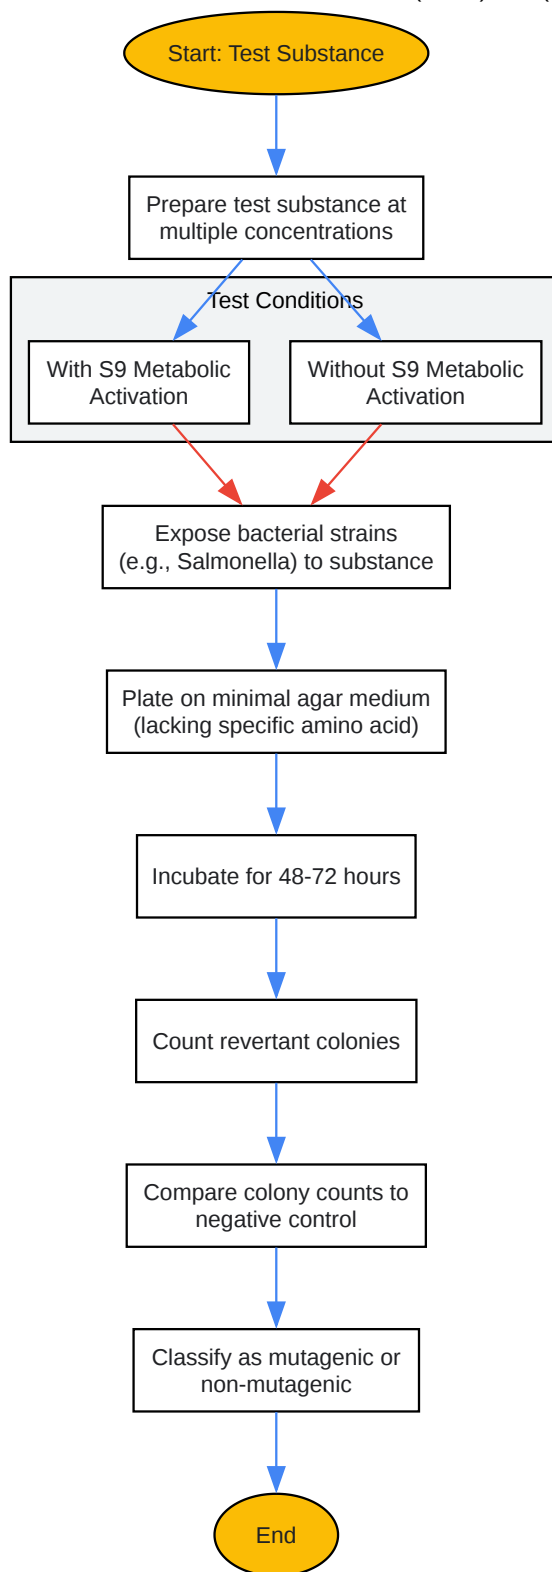 Start: Test Substance
Prepare test substance at
multiple concentrations
Test Conditions
With S9 Metabolic
Activation
Without S9 Metabolic
Activation
Expose bacterial strains
(e.g., Salmonella) to substance
Plate on minimal agar medium
(lacking specific amino acid)
Incubate for 48-72 hours
Count revertant colonies
Compare colony counts to
negative control
Classify as mutagenic or
non-mutagenic
End